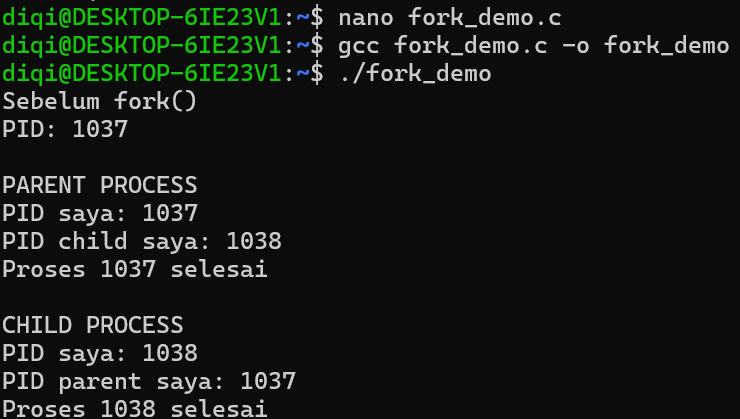 diqi@DESKTOP-6IE23V1:~$ nano fork_demo.c
diqi@DESKTOP-6IE23V1:~$ gcc fork_demo.c -o fork_demo
diqi@DESKTOP-6IE23V1:~$ ./fork_demo
Sebelum fork()
PID: 1037

PARENT PROCESS
PID saya: 1037
PID child saya: 1038
Proses 1037 selesai

CHILD PROCESS
PID saya: 1038
PID parent saya: 1037
Proses 1038 selesai